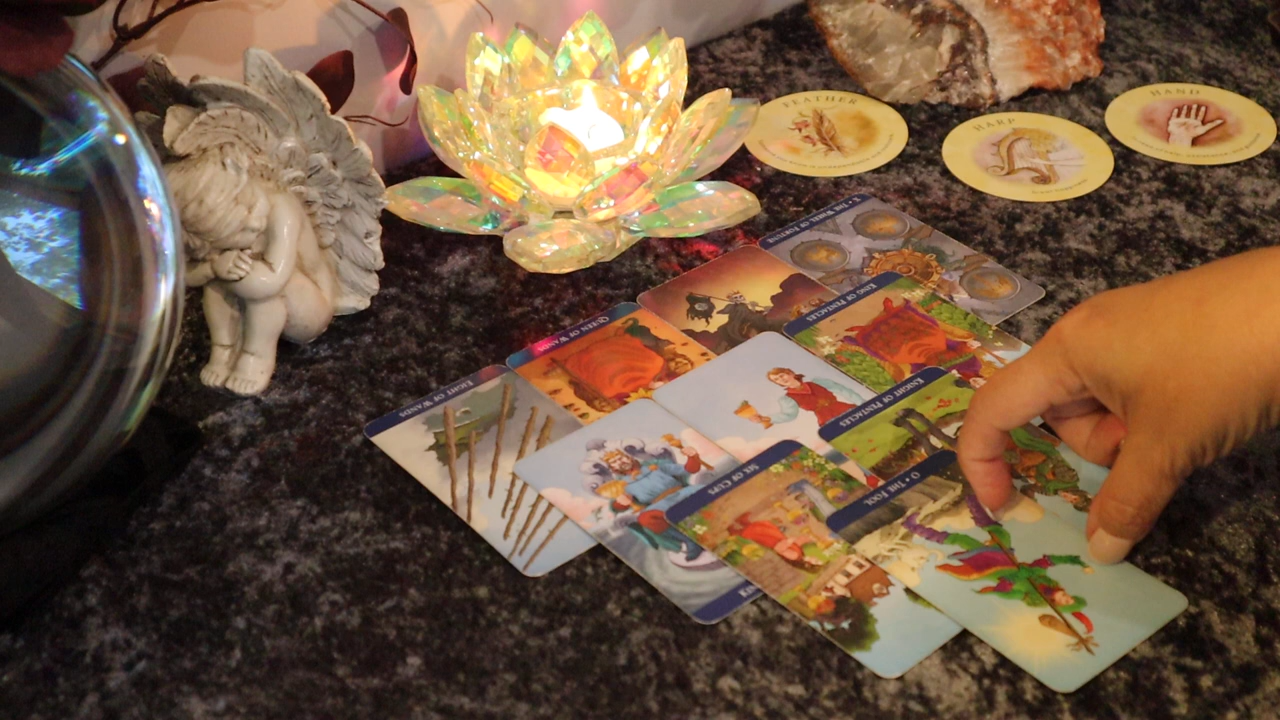 FEATHER
HARP
HAND
X • THE WHEEL OF FORTUNE
KING OF PENTACLES
QUEEN OF WANDS
EIGHT OF WANDS
KNIGHT OF PENTACLES
SIX OF CUPS
0 • THE FOOL